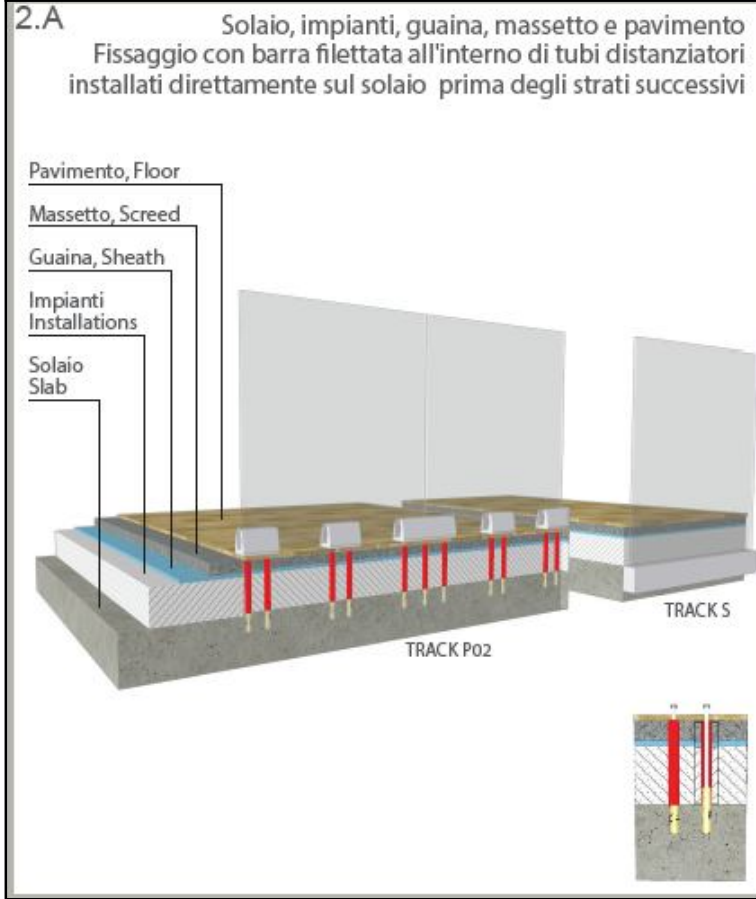 2.A
Solaio, impianti, guaina, massetto e pavimento
Fissaggio con barra filettata all'interno di tubi distanziatori
installati direttamente sul solaio prima degli strati successivi
Pavimento, Floor
Massetto, Screed
Guaina, Sheath
Impianti
Installations
Solaio
Slab
TRACK S
TRACK P02